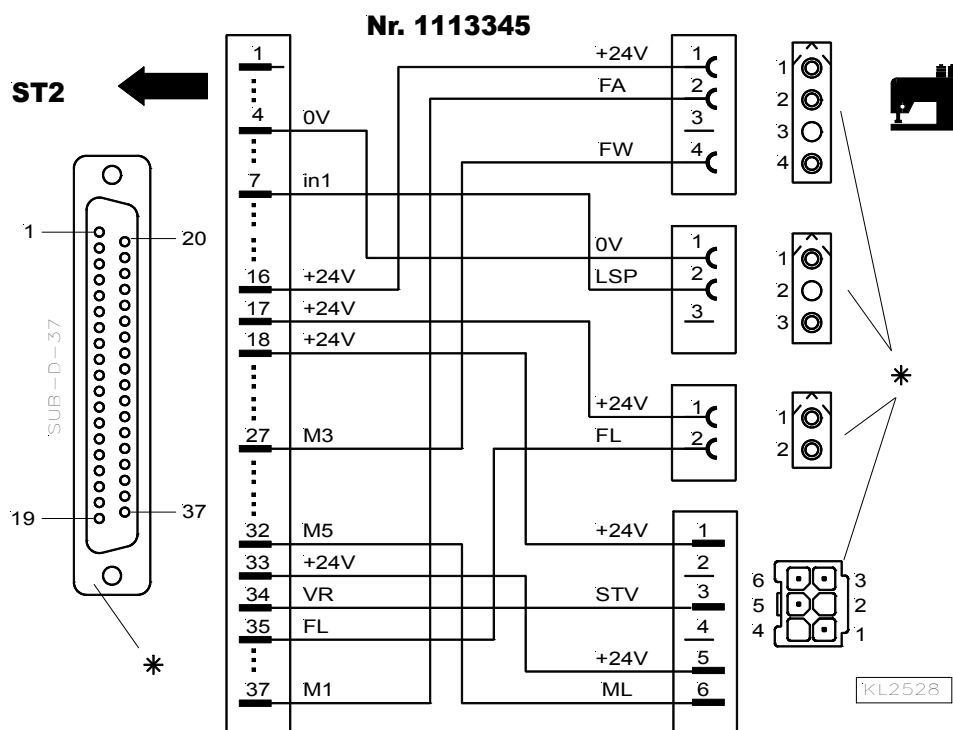 Nr. 1113345
ST2
1
20
19
37
SUB-D-37
1
4 0V
7 in1
16 +24V
17 +24V
18 +24V
27 M3
32 M5
33 +24V
34 VR
35 FL
37 M1
+24V 1
FA 2
3
FW 4
0V 1
LSP 2
3
+24V 1
FL 2
+24V 1
2
STV 3
4
+24V 5
ML 6
1
2
3
4
1
2
3
1
2
6 3
5 2
4 1
KL2528